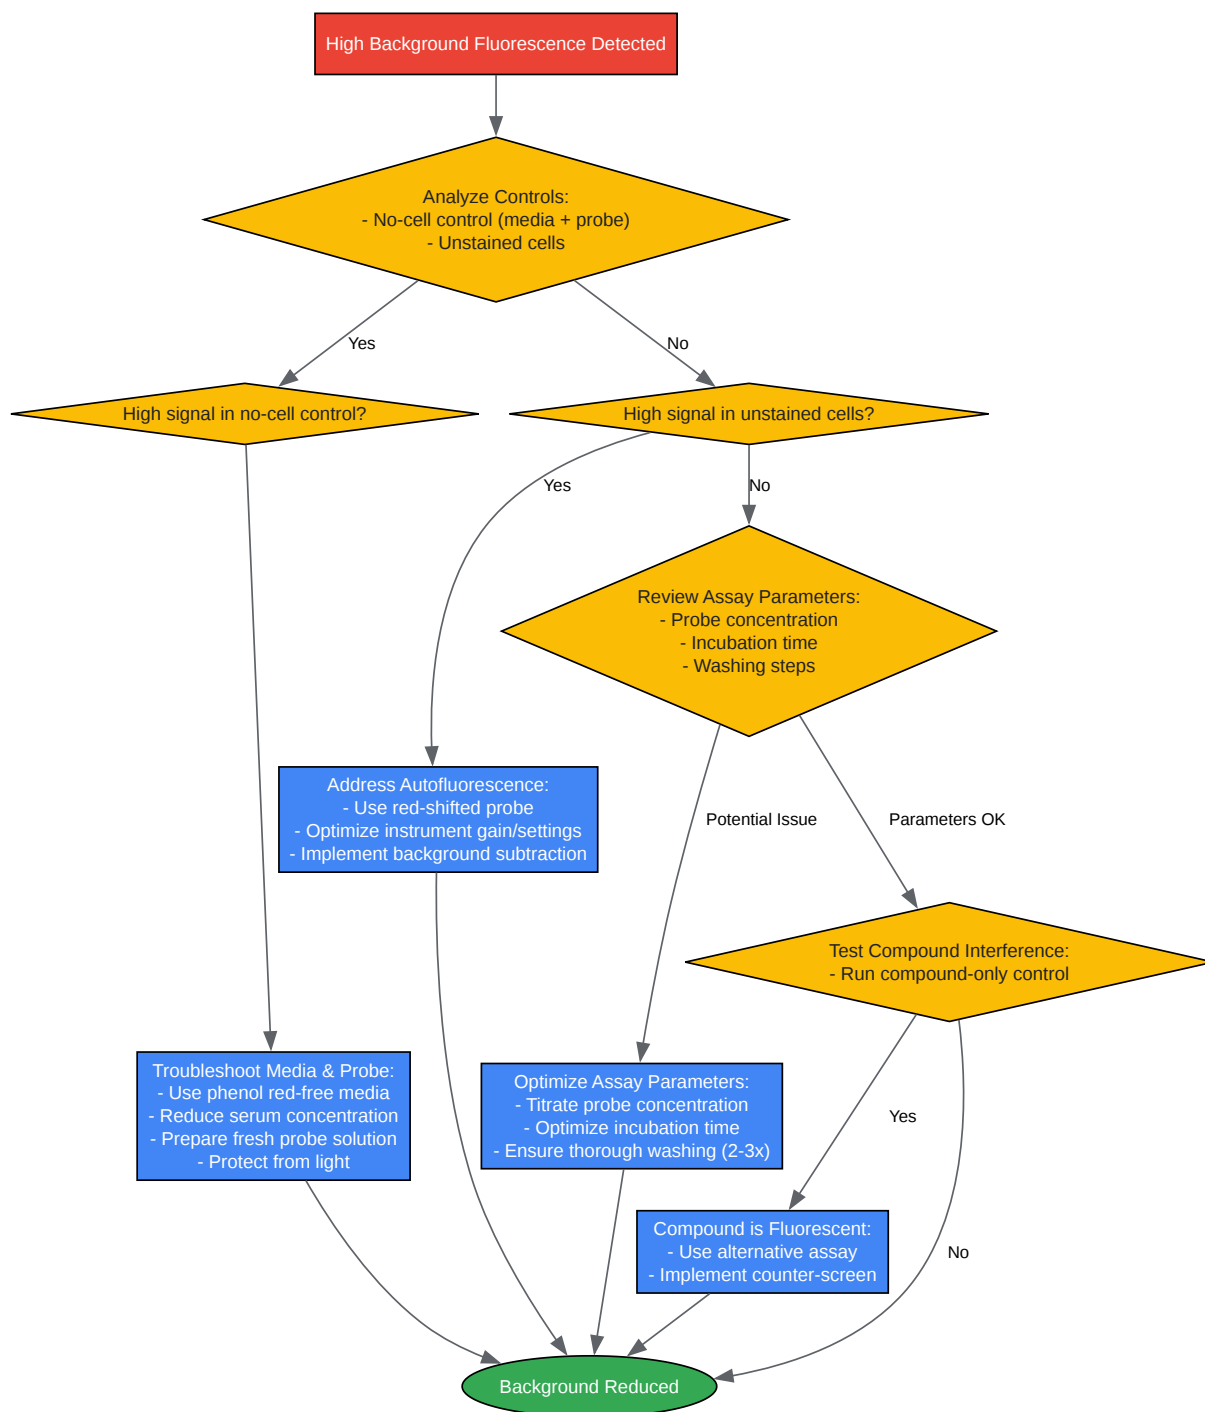 High Background Fluorescence Detected
Analyze Controls:
- No-cell control (media + probe)
- Unstained cells
Yes
No
High signal in no-cell control?
High signal in unstained cells?
Yes
No
Review Assay Parameters:
- Probe concentration
- Incubation time
- Washing steps
Address Autofluorescence:
- Use red-shifted probe
- Optimize instrument gain/settings
- Implement background subtraction
Potential Issue
Parameters OK
Test Compound Interference:
- Run compound-only control
Troubleshoot Media & Probe:
- Use phenol red-free media
- Reduce serum concentration
- Prepare fresh probe solution
- Protect from light
Optimize Assay Parameters:
- Titrate probe concentration
- Optimize incubation time
- Ensure thorough washing (2-3x)
Yes
Compound is Fluorescent:
- Use alternative assay
- Implement counter-screen
No
Background Reduced